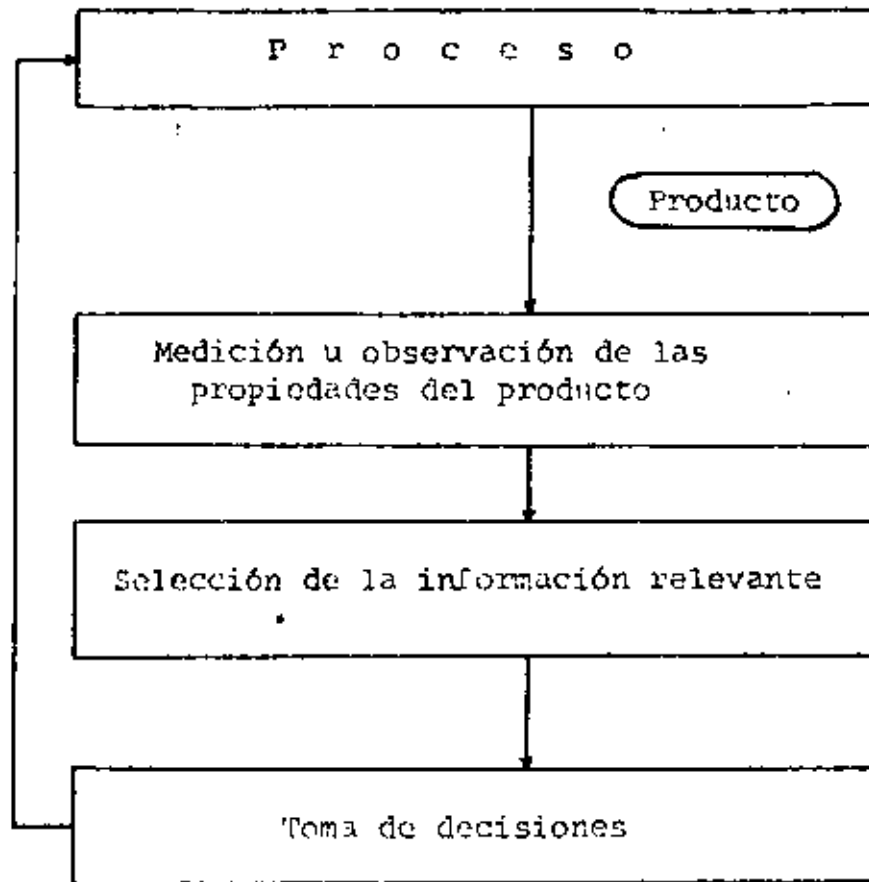 P r o c e s o
Producto
Medición u observación de las
propiedades del producto
Selección de la información relevante
Toma de decisiones